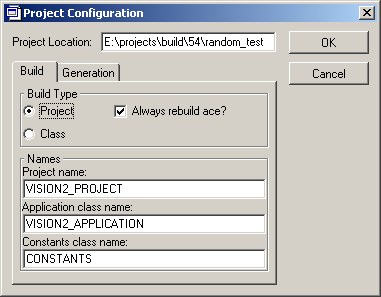 Project Configuration
Project Location: E:\projects\build\54\random_test
OK
Cancel
Build Generation
Build Type
Project Always rebuild ace?
Class
Names
Project name:
VISION2_PROJECT
Application class name:
VISION2_APPLICATION
Constants class name:
CONSTANTS